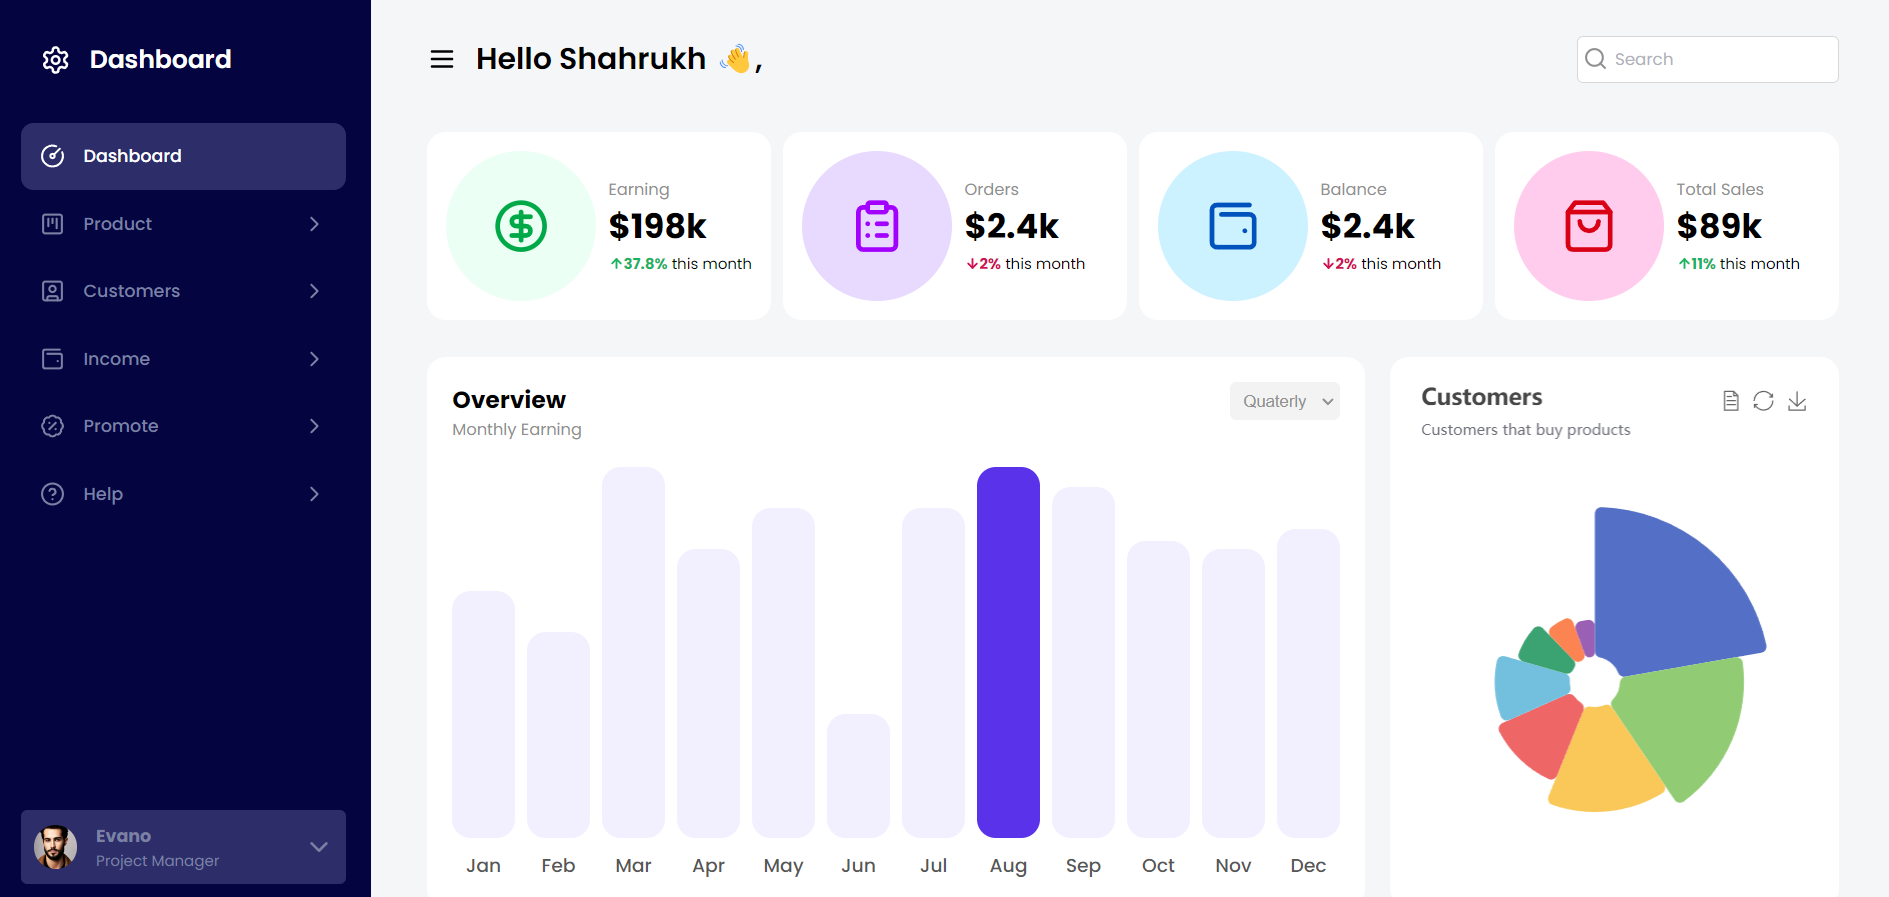 Dashboard
Dashboard
Product
Customers
Income
Promote
Help
Evano
Project Manager
Hello Shahrukh 👋,
Search
Earning
$198k
↑37.8% this month
Orders
$2.4k
↓2% this month
Balance
$2.4k
↓2% this month
Total Sales
$89k
↑11% this month
Overview
Quaterly
Monthly Earning
Jan Feb Mar Apr May Jun Jul Aug Sep Oct Nov Dec
Customers
Customers that buy products